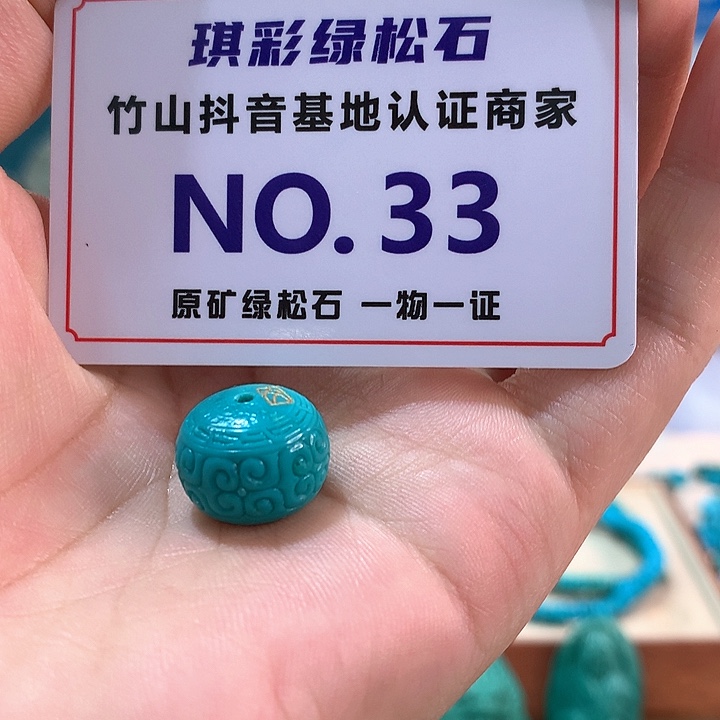 琪彩绿松石
竹山抖音基地认证商家
NO.33
原矿绿松石 一物一证